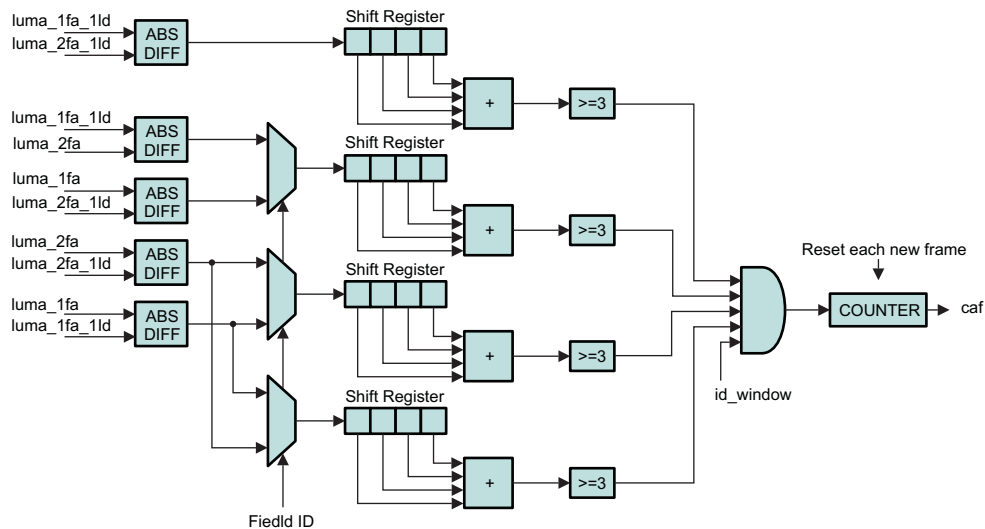 luma_1fa_1ld
luma_2fa_1ld
ABS
DIFF
Shift Register
+
>=3
luma_1fa_1ld
luma_2fa
ABS
DIFF
Shift Register
luma_1fa
luma_2fa_1ld
ABS
DIFF
+
>=3
luma_2fa
luma_2fa_1ld
ABS
DIFF
Shift Register
Reset each new frame
luma_1fa
luma_1fa_1ld
ABS
DIFF
COUNTER
caf
+
>=3
id_window
Shift Register
+
>=3
Fiedld ID